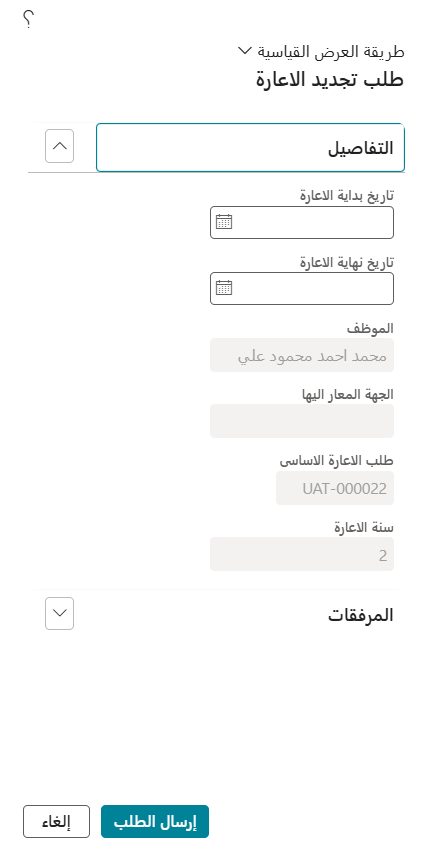 ؟
طريقة العرض القياسية
طلب تجديد الاعارة
التفاصيل
تاريخ بداية الاعارة
تاريخ نهاية الاعارة
الموظف
محمد احمد محمود علي
الجهة المعار اليها
طلب الاعارة الاساسى
UAT-000022
سنة الاعارة
2
المرفقات
إرسال الطلب
إلغاء